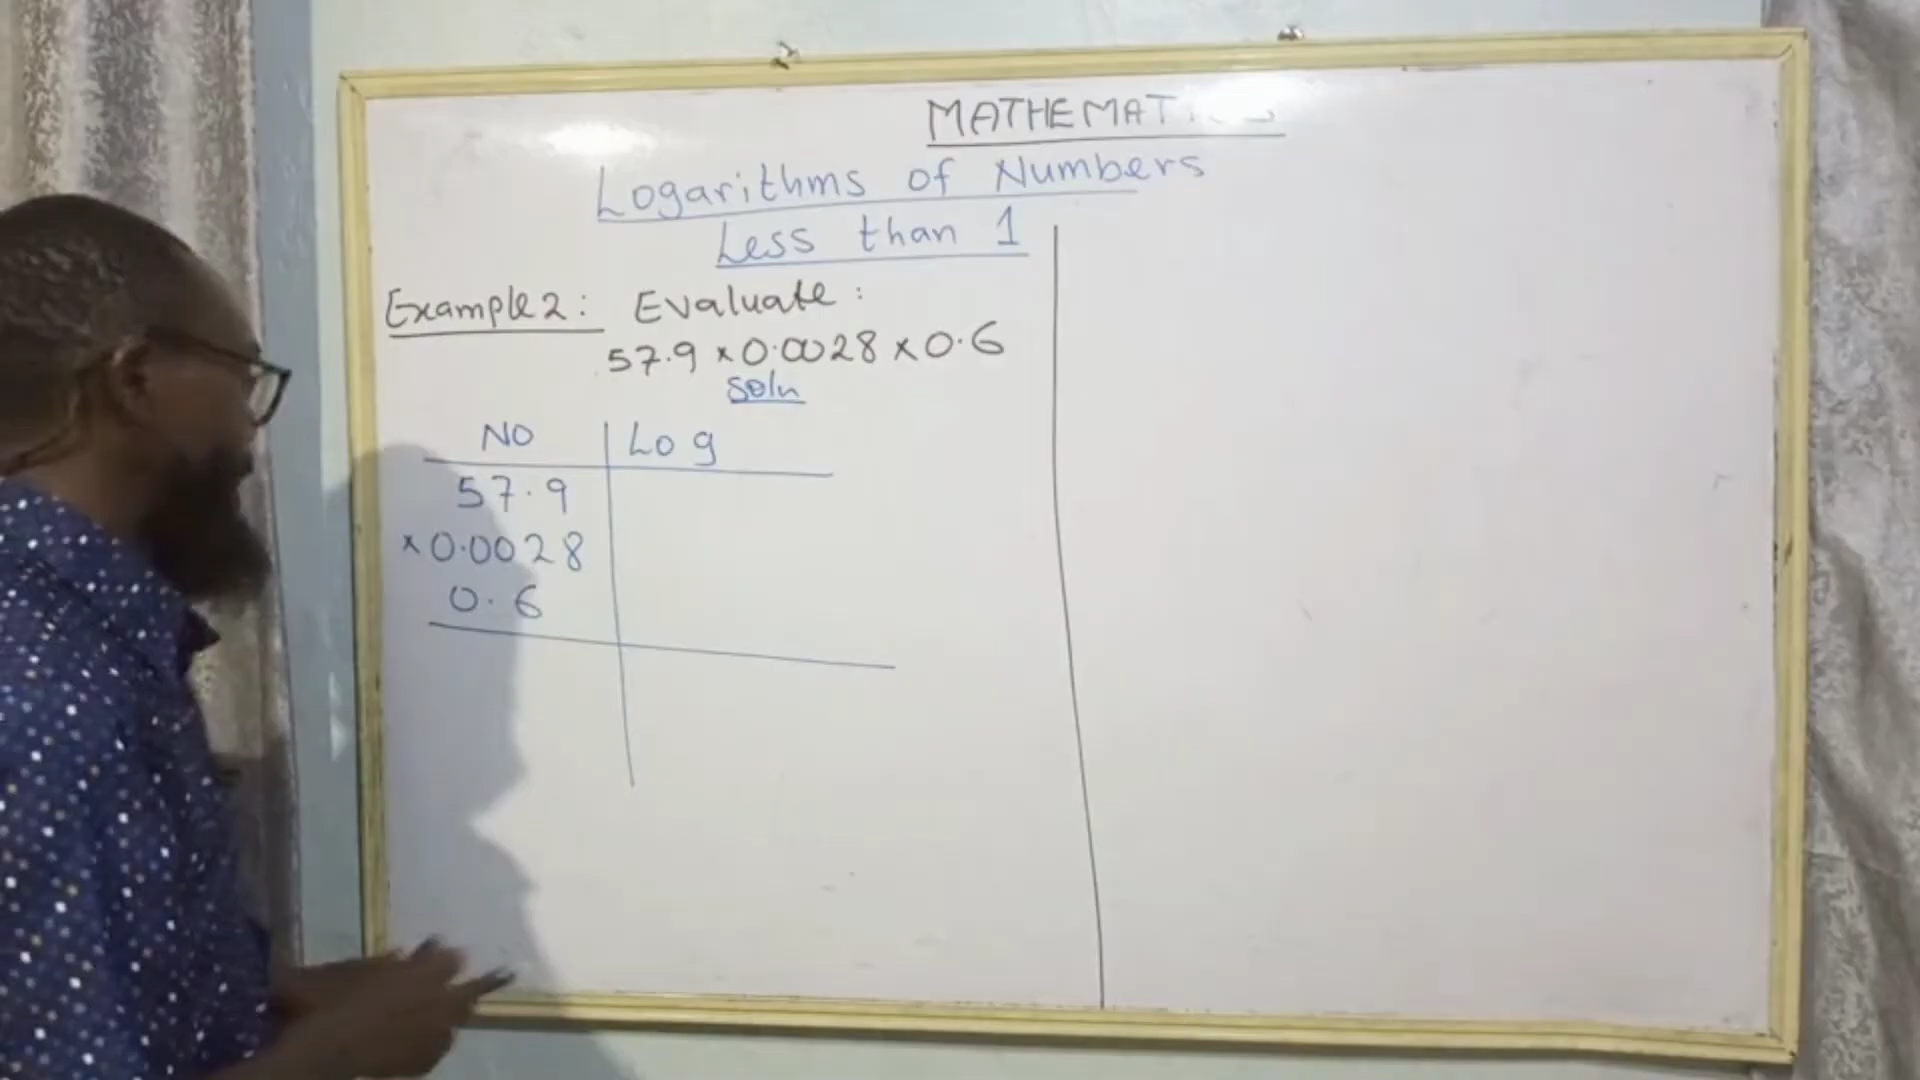 MATHEMAT
Logarithms of Numbers
Less than 1
Example 2: Evaluate:
57.9 × 0.0028 × 0.6
Soln
NO Log
57.9
× 0.0028
0.6